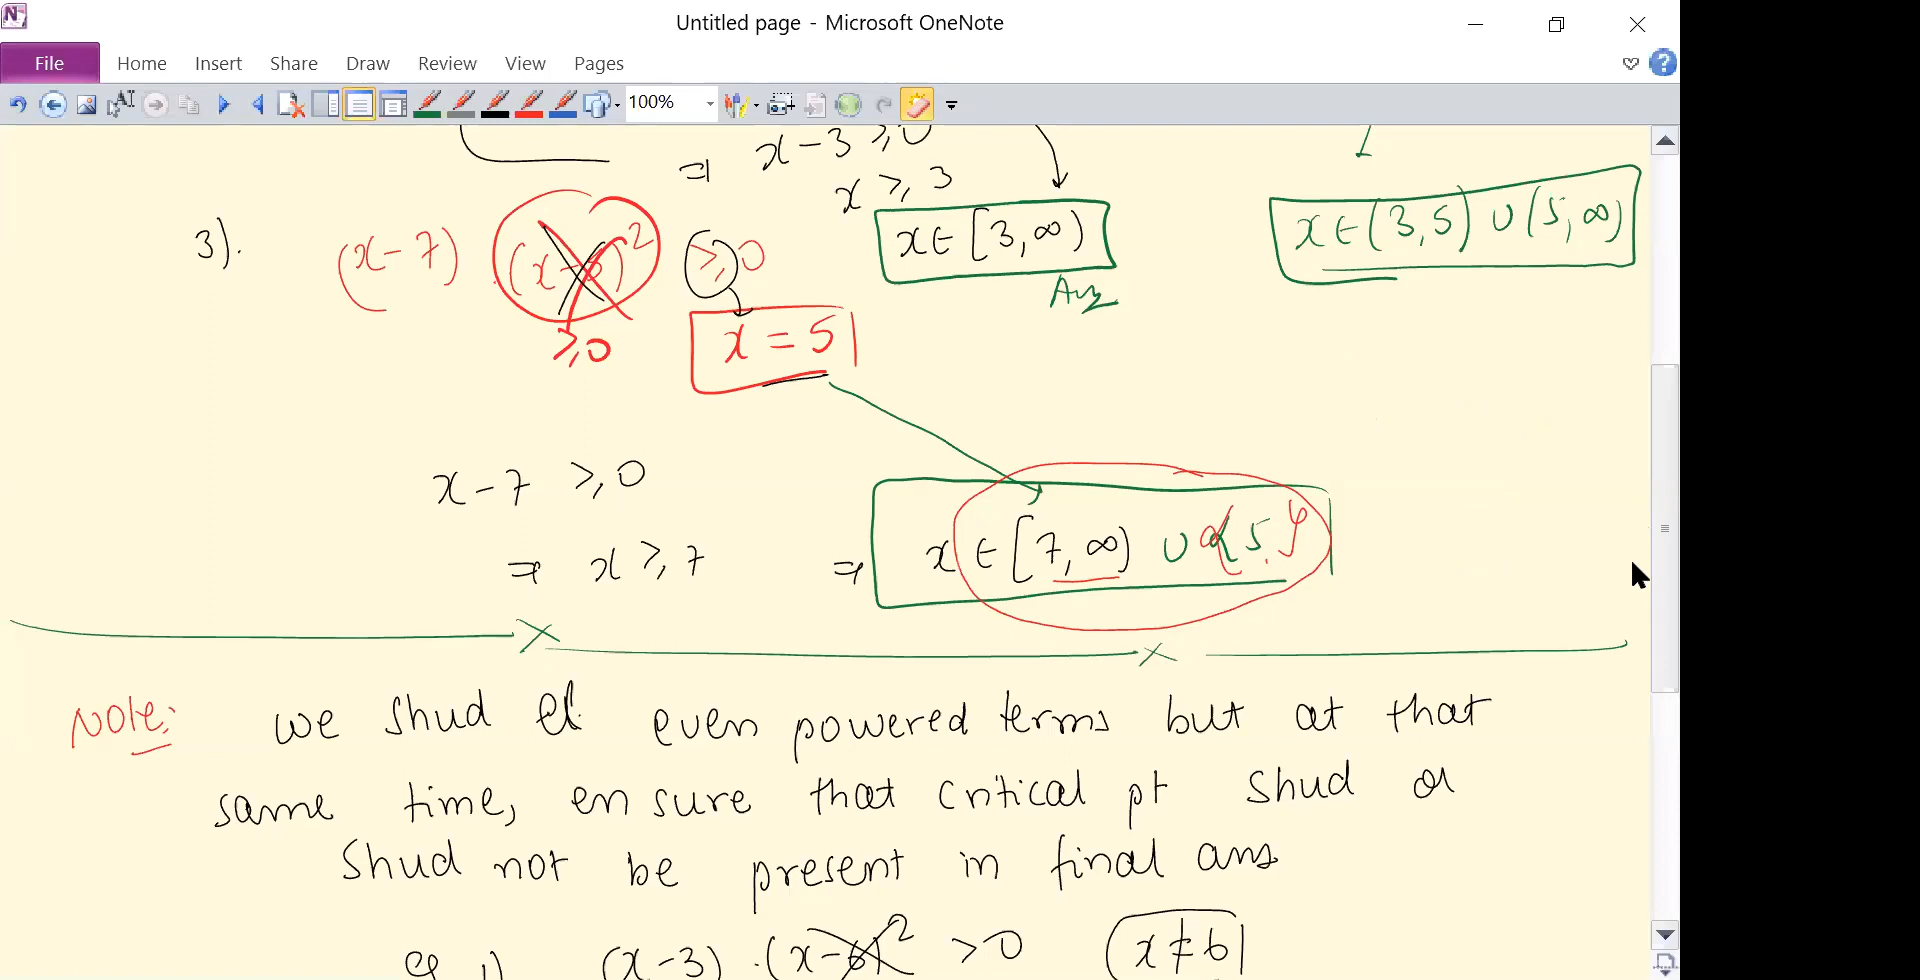 Untitled page - Microsoft OneNote
File Home Insert Share Draw Review View Pages
100%
⇒ x-3 ≥ 0
x ≥ 3
x ∈ [3, ∞)
Ans
x ∈ (3, 5) ∪ (5, ∞)
3). (x-7) . (x-5)² ≥ 0
≥ 0
x = 5
x-7 ≥ 0
⇒ x ≥ 7 ⇒ x ∈ [7, ∞) ∪ {5}
Note: we shud even powered terms but at that
same time, ensure that critical pt shud or
shud not be present in final ans
eg 1) (x-3) . (x-6)² > 0 x ≠ 6